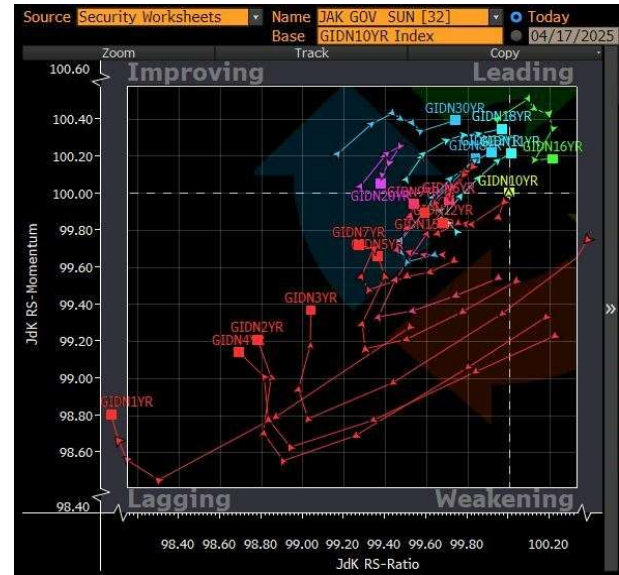 Source Security Worksheets Name JAK GOV SUN [32] Today
Base GIDN10YR Index 04/17/2025
Zoom Track Copy
Improving Leading
100.60
100.40
100.20
100.00
99.80
99.60
99.40
99.20
99.00
98.80
98.60
98.40
JdK RS-Momentum
GIDN30YR
GIDN18YR
GIDN16YR
GIDN10YR
GIDN20YR
GIDN7YR
GIDN5YR
GIDN3YR
GIDN2YR
GIDN1YR
»
Lagging Weakening
98.40 98.60 98.80 99.00 99.20 99.40 99.60 99.80 100.20
JdK RS-Ratio